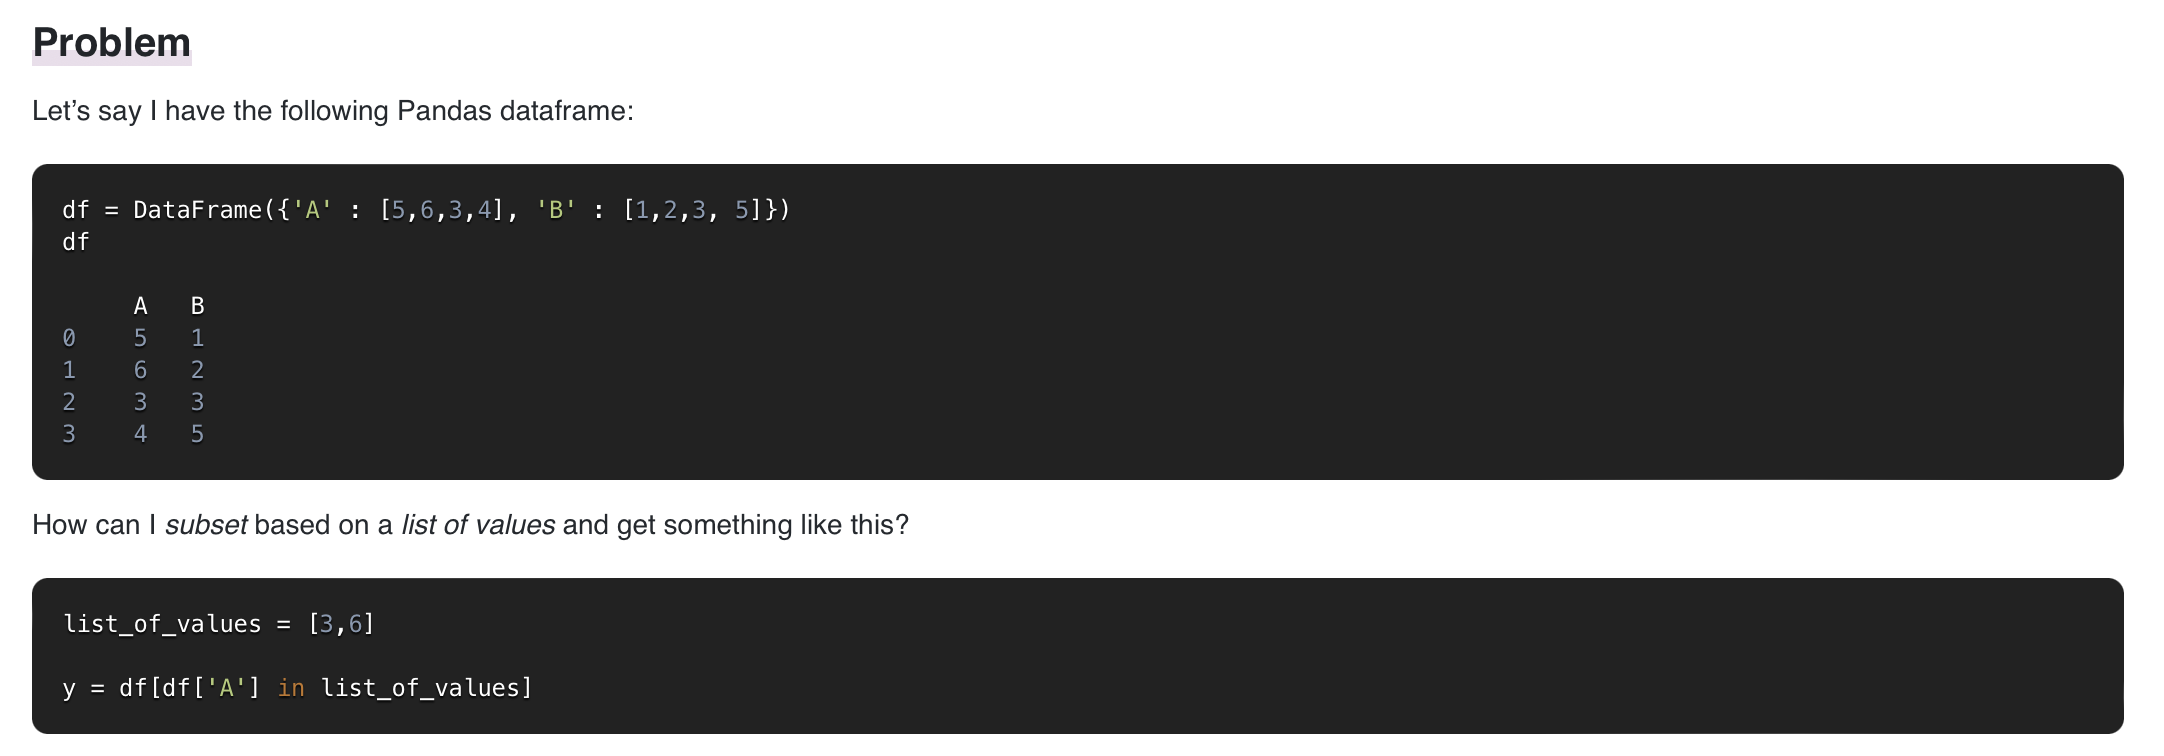 Problem
Let’s say I have the following Pandas dataframe:
df = DataFrame({'A' : [5,6,3,4], 'B' : [1,2,3, 5]})
df
     A   B
0    5   1
1    6   2
2    3   3
3    4   5
How can I subset based on a list of values and get something like this?
list_of_values = [3,6]
y = df[df['A'] in list_of_values]